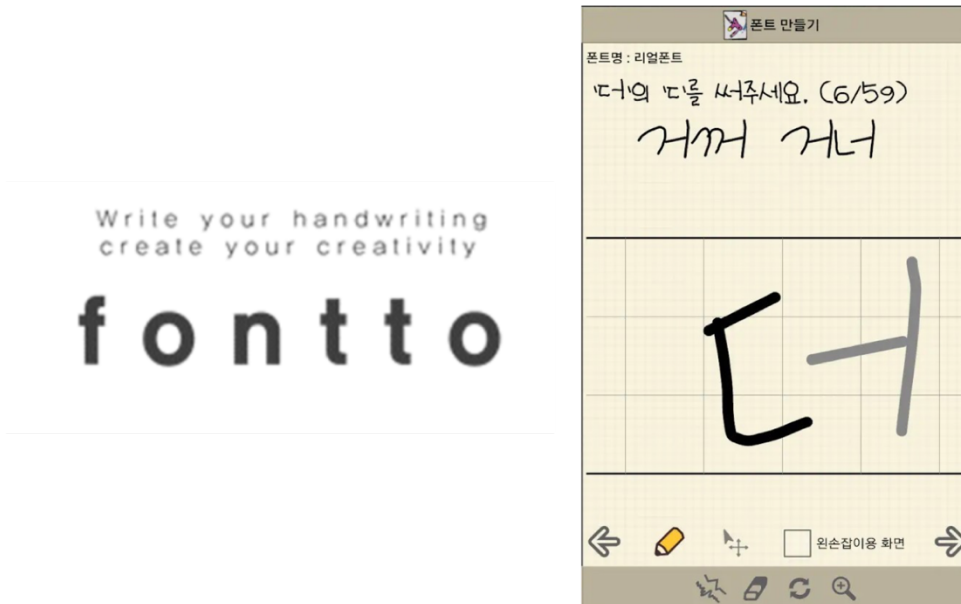 Write your handwriting
create your creativity
fontto
폰트 만들기
폰트명 : 리얼폰트
'더'의 'ㄷ'를 써주세요. (6/59)
거꺼 거너
더
왼손잡이용 화면